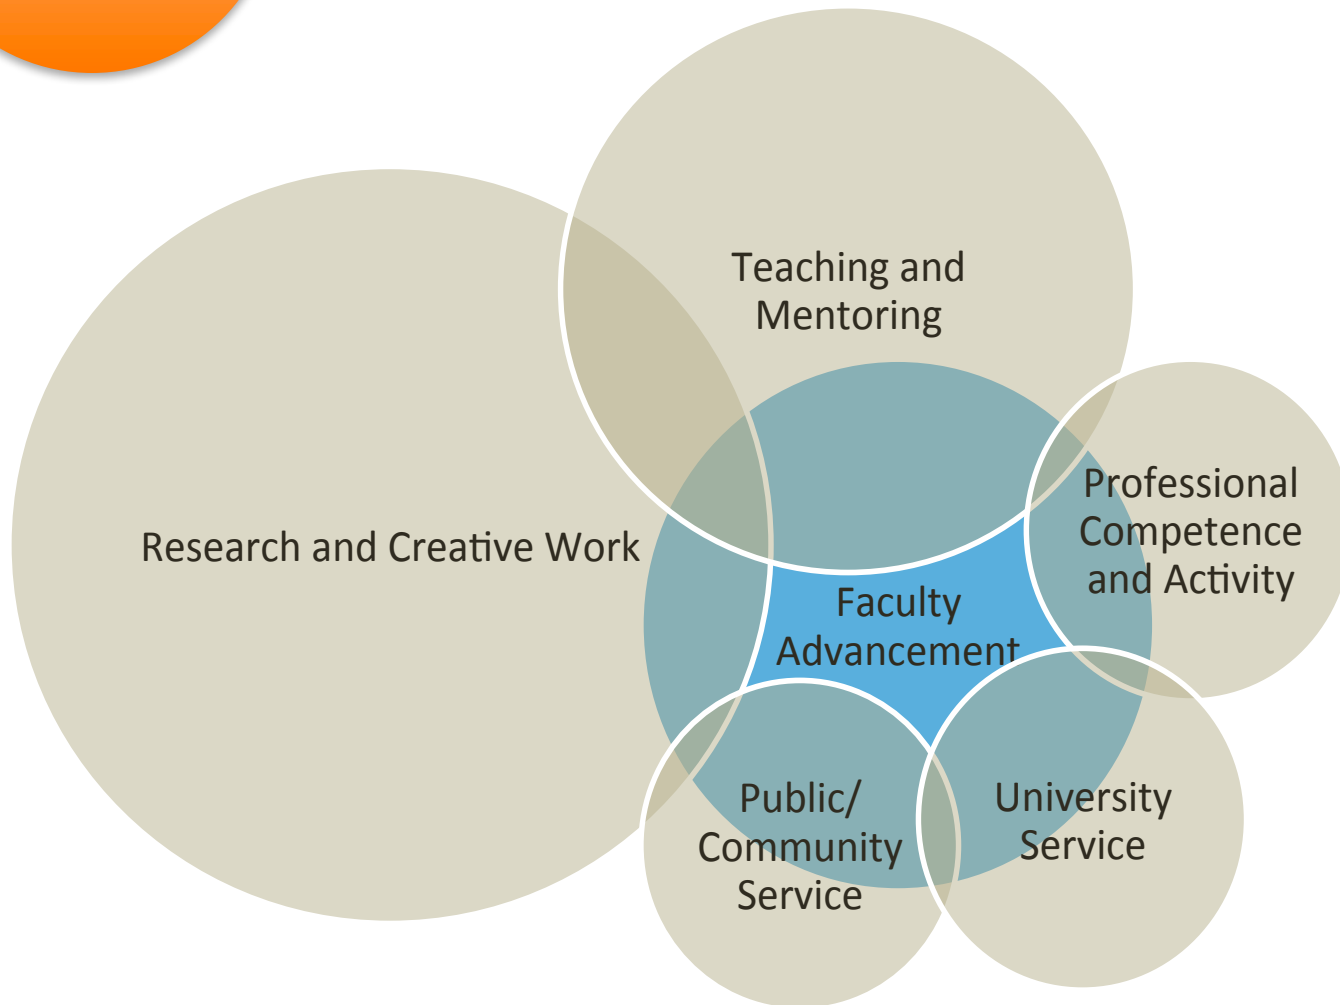 Teaching and
Mentoring
Research and Creative Work
Professional
Competence
and Activity
Faculty
Advancement
Public/
Community
Service
University
Service